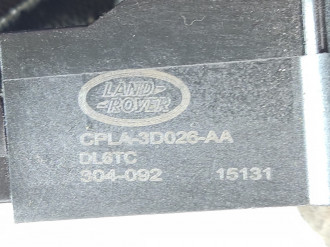 LAND-
ROVER
CPLA-3D026-AA
DL6TC
304-092 15131